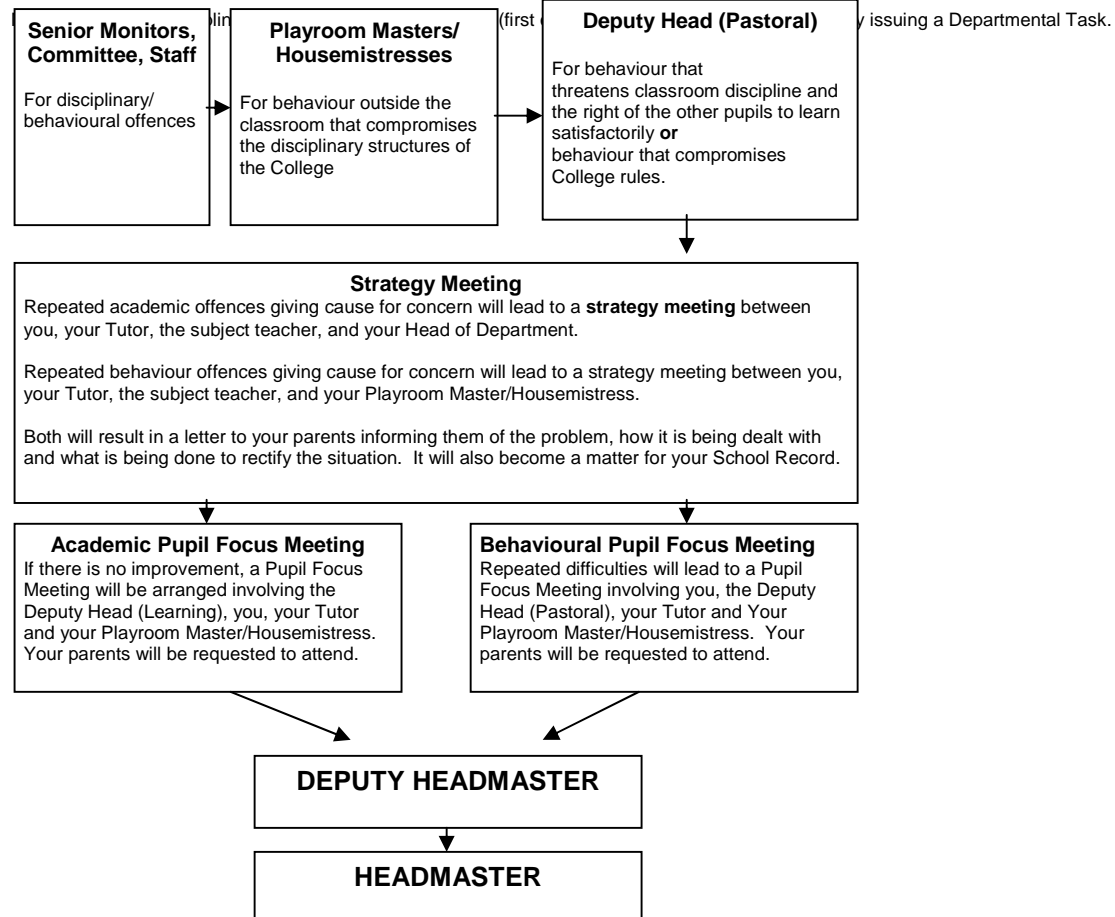 plin (first y issuing a Departmental Task.
Senior Monitors,
Committee, Staff
For disciplinary/
behavioural offences
Playroom Masters/
Housemistresses
For behaviour outside the
classroom that compromises
the disciplinary structures of
the College
Deputy Head (Pastoral)
For behaviour that
threatens classroom discipline and
the right of the other pupils to learn
satisfactorily or
behaviour that compromises
College rules.
Strategy Meeting
Repeated academic offences giving cause for concern will lead to a strategy meeting between
you, your Tutor, the subject teacher, and your Head of Department.
Repeated behaviour offences giving cause for concern will lead to a strategy meeting between you,
your Tutor, the subject teacher, and your Playroom Master/Housemistress.
Both will result in a letter to your parents informing them of the problem, how it is being dealt with
and what is being done to rectify the situation. It will also become a matter for your School Record.
Academic Pupil Focus Meeting
If there is no improvement, a Pupil Focus
Meeting will be arranged involving the
Deputy Head (Learning), you, your Tutor
and your Playroom Master/Housemistress.
Your parents will be requested to attend.
Behavioural Pupil Focus Meeting
Repeated difficulties will lead to a Pupil
Focus Meeting involving you, the Deputy
Head (Pastoral), your Tutor and Your
Playroom Master/Housemistress. Your
parents will be requested to attend.
DEPUTY HEADMASTER
HEADMASTER